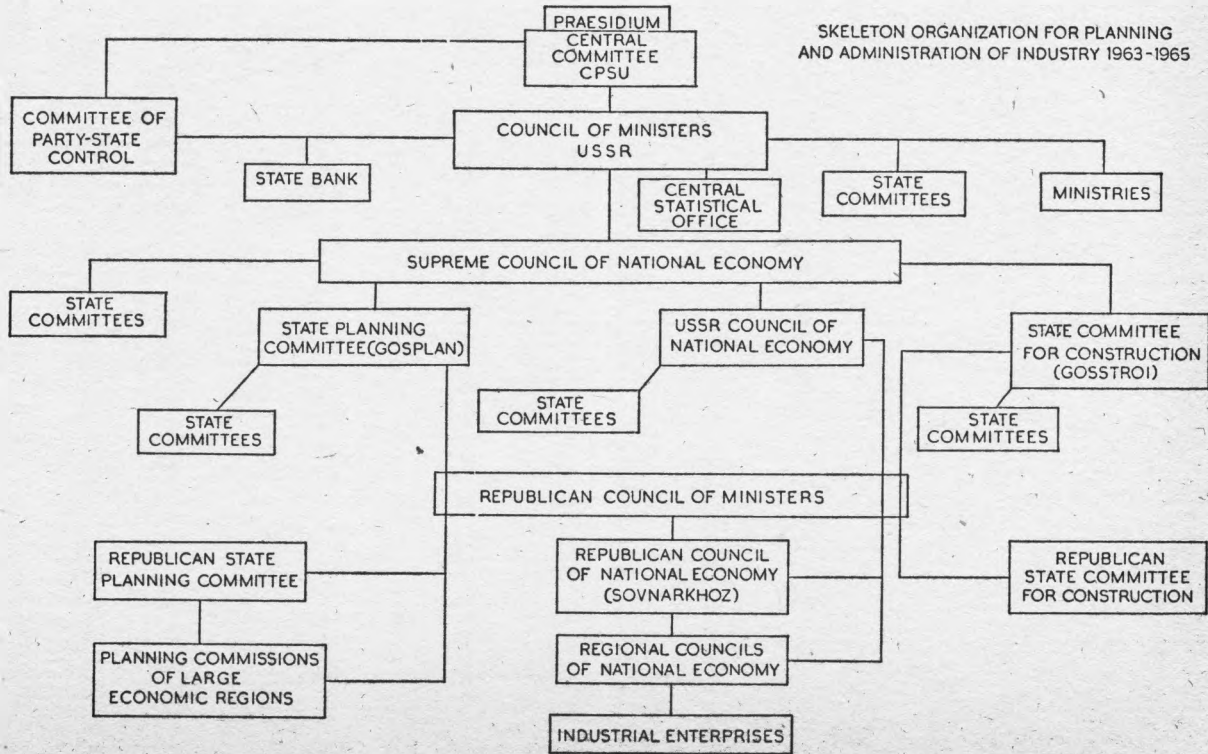 PRAESIDIUM
CENTRAL
COMMITTEE
CPSU
SKELETON ORGANIZATION FOR PLANNING
AND ADMINISTRATION OF INDUSTRY 1963-1965
COMMITTEE OF
PARTY-STATE
CONTROL
COUNCIL OF MINISTERS
USSR
STATE BANK
CENTRAL
STATISTICAL
OFFICE
STATE
COMMITTEES
MINISTRIES
SUPREME COUNCIL OF NATIONAL ECONOMY
STATE
COMMITTEES
STATE PLANNING
COMMITTEE(GOSPLAN)
USSR COUNCIL OF
NATIONAL ECONOMY
STATE COMMITTEE
FOR CONSTRUCTION
(GOSSTROI)
STATE
COMMITTEES
STATE
COMMITTEES
STATE
COMMITTEES
REPUBLICAN COUNCIL OF MINISTERS
REPUBLICAN STATE
PLANNING COMMITTEE
REPUBLICAN COUNCIL
OF NATIONAL ECONOMY
(SOVNARKHOZ)
REPUBLICAN
STATE COMMITTEE
FOR CONSTRUCTION
PLANNING COMMISSIONS
OF LARGE
ECONOMIC REGIONS
REGIONAL COUNCILS
OF NATIONAL ECONOMY
INDUSTRIAL ENTERPRISES